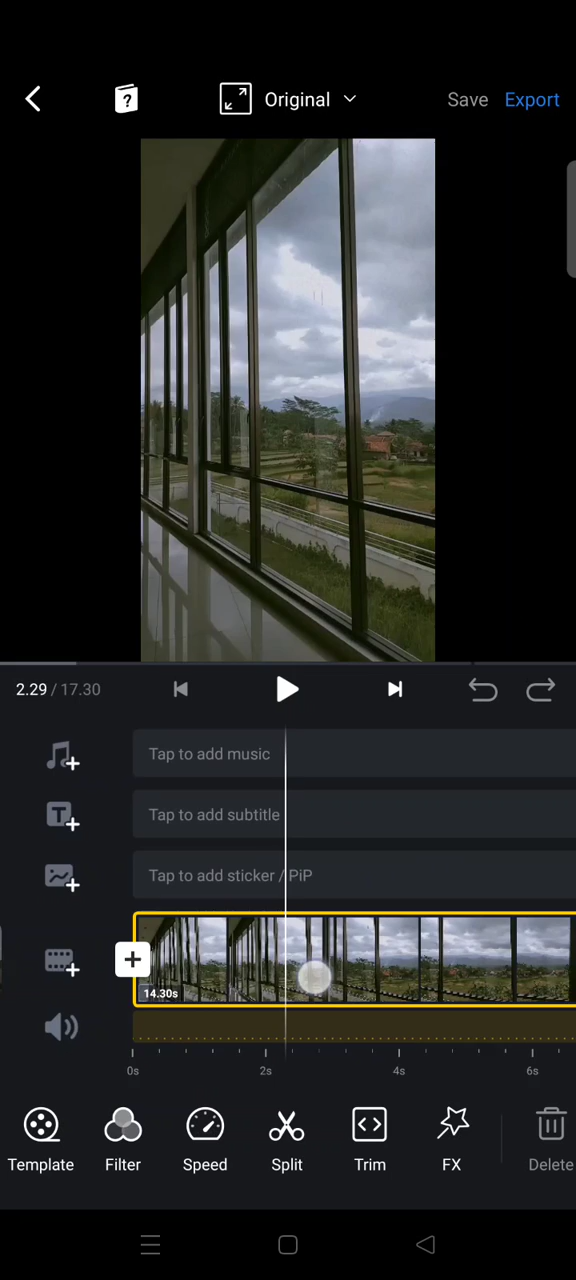 ?
Original
Save
Export
2.29 / 17.30
Tap to add music
T
Tap to add subtitle
Tap to add sticker / PiP
14.30s
0s 2s 4s 6s
Template Filter Speed Split Trim FX Delete